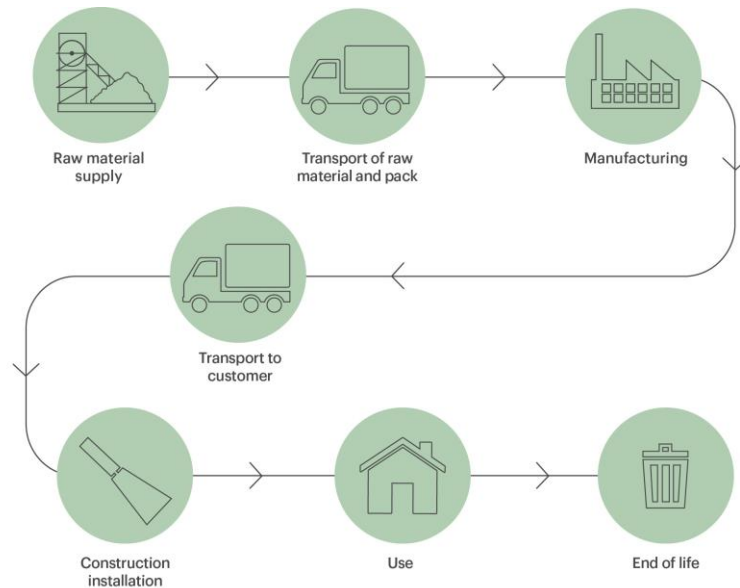 Raw material
supply
Transport of raw
material and pack
Manufacturing
Transport to
customer
Construction
installation
Use
End of life